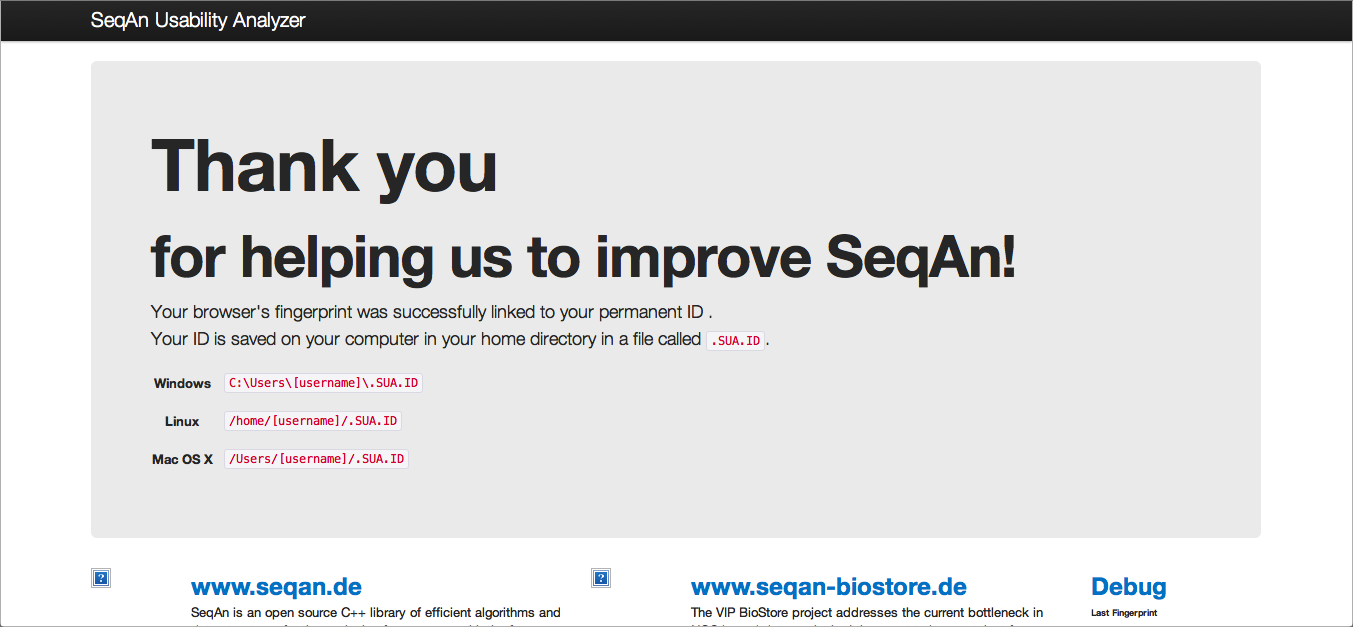 SeqAn Usability Analyzer
Thank you
for helping us to improve SeqAn!
Your browser's fingerprint was successfully linked to your permanent ID .
Your ID is saved on your computer in your home directory in a file called .SUA.ID.
Windows C:\Users\[username]\.SUA.ID
Linux /home/[username]/.SUA.ID
Mac OS X /Users/[username]/.SUA.ID
www.seqan.de
SeqAn is an open source C++ library of efficient algorithms and
www.seqan-biostore.de
The VIP BioStore project addresses the current bottleneck in
Debug
Last Fingerprint